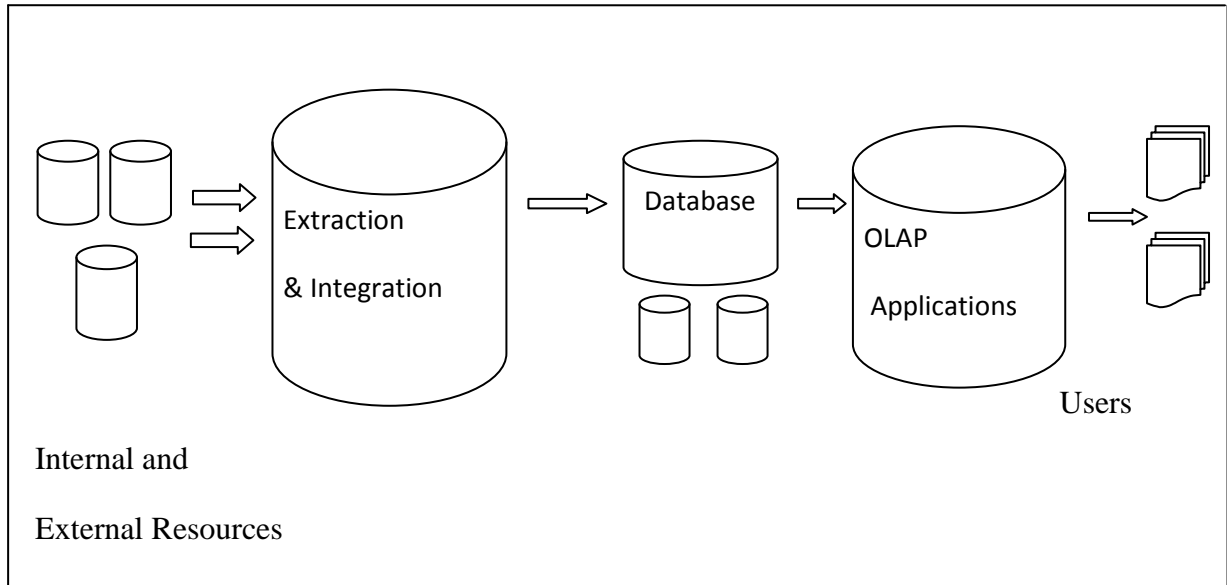 Extraction
& Integration
Database
OLAP
Applications
Users
Internal and
External Resources